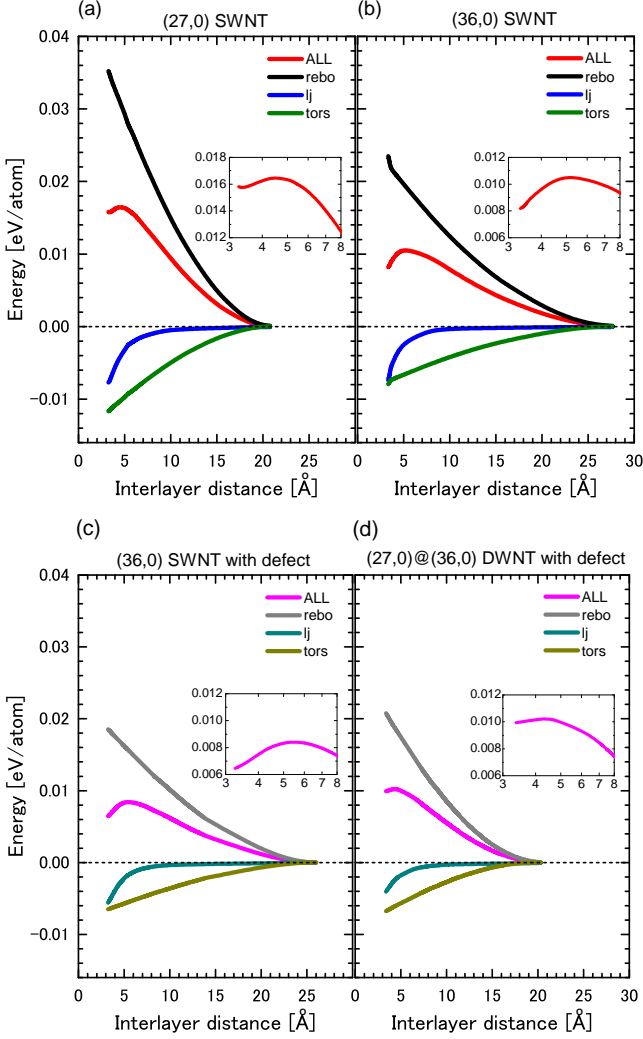 (a)
(27,0) SWNT
(b)
(36,0) SWNT
0.04
0.03
0.02
0.01
0.00
−0.01
Energy [eV/atom]
ALL
rebo
lj
tors
0.018
0.016
0.014
0.012
3 4 5 6 7 8
0 5 10 15 20 25
Interlayer distance [Å]
ALL
rebo
lj
tors
0.012
0.010
0.008
0.006
3 4 5 6 7 8
0 5 10 15 20 25 30
Interlayer distance [Å]
(c)
(36,0) SWNT with defect
(d)
(27,0)@(36,0) DWNT with defect
0.04
0.03
0.02
0.01
0.00
−0.01
Energy [eV/atom]
ALL
rebo
lj
tors
0.012
0.010
0.008
0.006
3 4 5 6 7 8
0 5 10 15 20 25
Interlayer distance [Å]
ALL
rebo
lj
tors
0.012
0.010
0.008
0.006
3 4 5 6 7 8
0 5 10 15 20 25 30
Interlayer distance [Å]